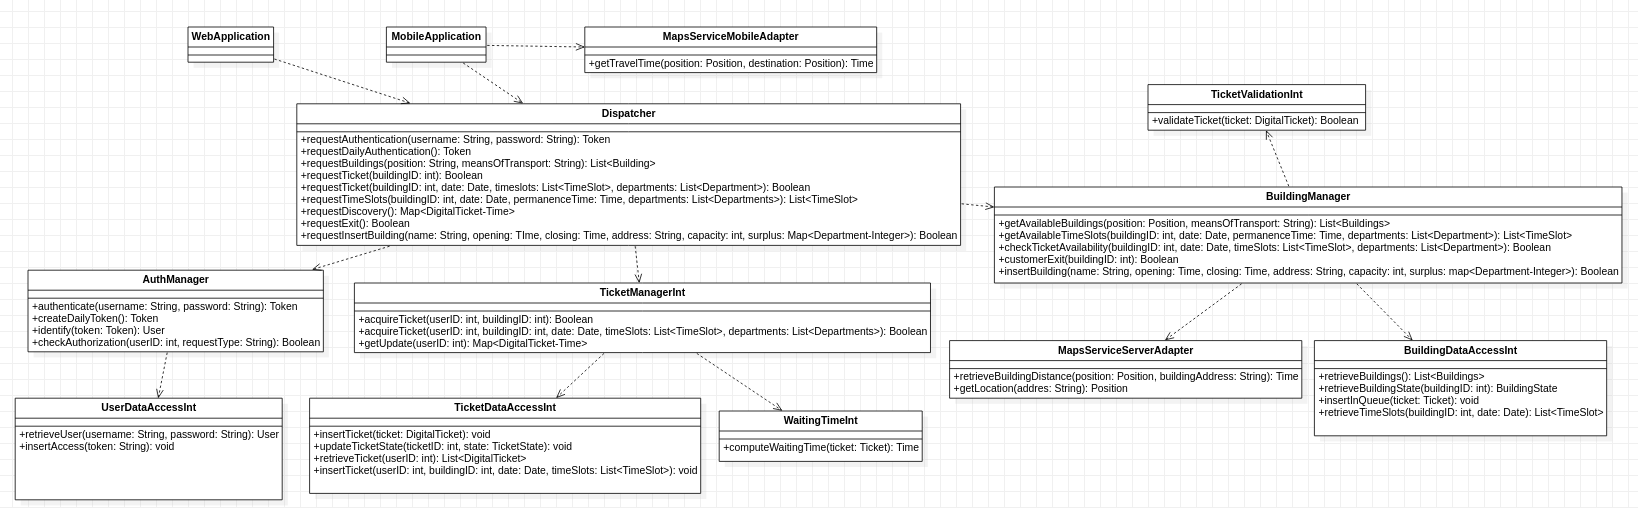 WebApplication
MobileApplication
MapsServiceMobileAdapter
+getTravelTime(position: Position, destination: Position): Time
Dispatcher
+requestAuthentication(username: String, password: String): Token
+requestDailyAuthentication(): Token
+requestBuildings(position: String, meansOfTransport: String): List<Building>
+requestTicket(buildingID: int): Boolean
+requestTicket(buildingID: int, date: Date, timeslots: List<TimeSlot>, departments: List<Department>): Boolean
+requestTimeSlots(buildingID: int, date: Date, permanenceTime: Time, departments: List<Departments>): List<TimeSlot>
+requestDiscovery(): Map<DigitalTicket-Time>
+requestExit(): Boolean
+requestInsertBuilding(name: String, opening: TIme, closing: Time, address: String, capacity: int, surplus: Map<Department-Integer>): Boolean
TicketValidationInt
+validateTicket(ticket: DigitalTicket): Boolean
BuildingManager
+getAvailableBuildings(position: Position, meansOfTransport: String): List<Buildings>
+getAvailableTimeSlots(buildingID: int, date: Date, permanenceTime: Time, departments: List<Department>): List<TimeSlot>
+checkTicketAvailability(buildingID: int, date: Date, timeSlots: List<TimeSlot>, departments: List<Department>): Boolean
+customerExit(buildingID: int): Boolean
+insertBuilding(name: String, opening: Time, closing: Time, address: String, capacity: int, surplus: map<Department-Integer>): Boolean
AuthManager
+authenticate(username: String, password: String): Token
+createDailyToken(): Token
+identify(token: Token): User
+checkAuthorization(userID: int, requestType: String): Boolean
TicketManagerInt
+acquireTicket(userID: int, buildingID: int): Boolean
+acquireTicket(userID: int, buildingID: int, date: Date, timeSlots: List<TimeSlot>, departments: List<Departments>): Boolean
+getUpdate(userID: int): Map<DigitalTicket-Time>
MapsServiceServerAdapter
+retrieveBuildingDistance(position: Position, buildingAddress: String): Time
+getLocation(addres: String): Position
BuildingDataAccessInt
+retrieveBuildings(): List<Buildings>
+retrieveBuildingState(buildingID: int): BuildingState
+insertInQueue(ticket: Ticket): void
+retrieveTimeSlots(buildingID: int, date: Date): List<TimeSlot>
UserDataAccessInt
+retrieveUser(username: String, password: String): User
+insertAccess(token: String): void
TicketDataAccessInt
+insertTicket(ticket: DigitalTicket): void
+updateTicketState(ticketID: int, state: TicketState): void
+retrieveTicket(userID: int): List<DigitalTicket>
+insertTicket(userID: int, buildingID: int, date: Date, timeSlots: List<TimeSlot>): void
WaitingTimeInt
+computeWaitingTime(ticket: Ticket): Time